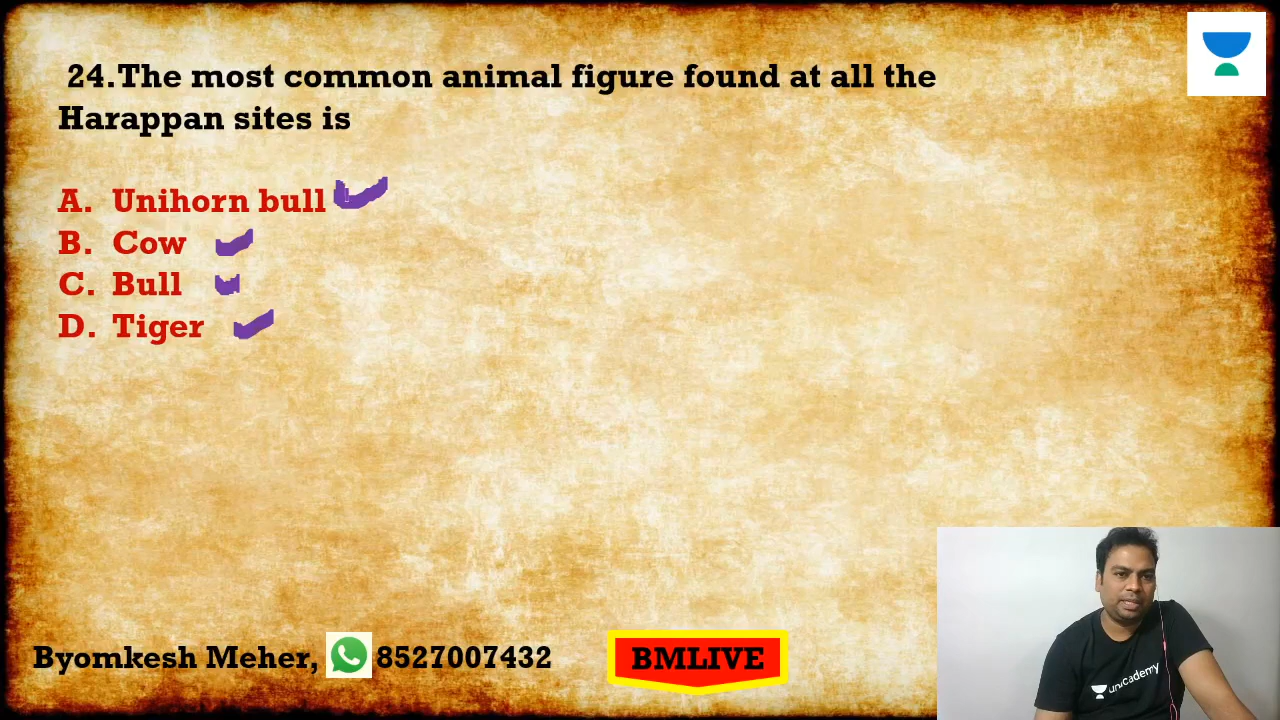 24.The most common animal figure found at all the
Harappan sites is
A. Unihorn bull
B. Cow
C. Bull
D. Tiger
Byomkesh Meher, 8527007432
BMLIVE
unacademy